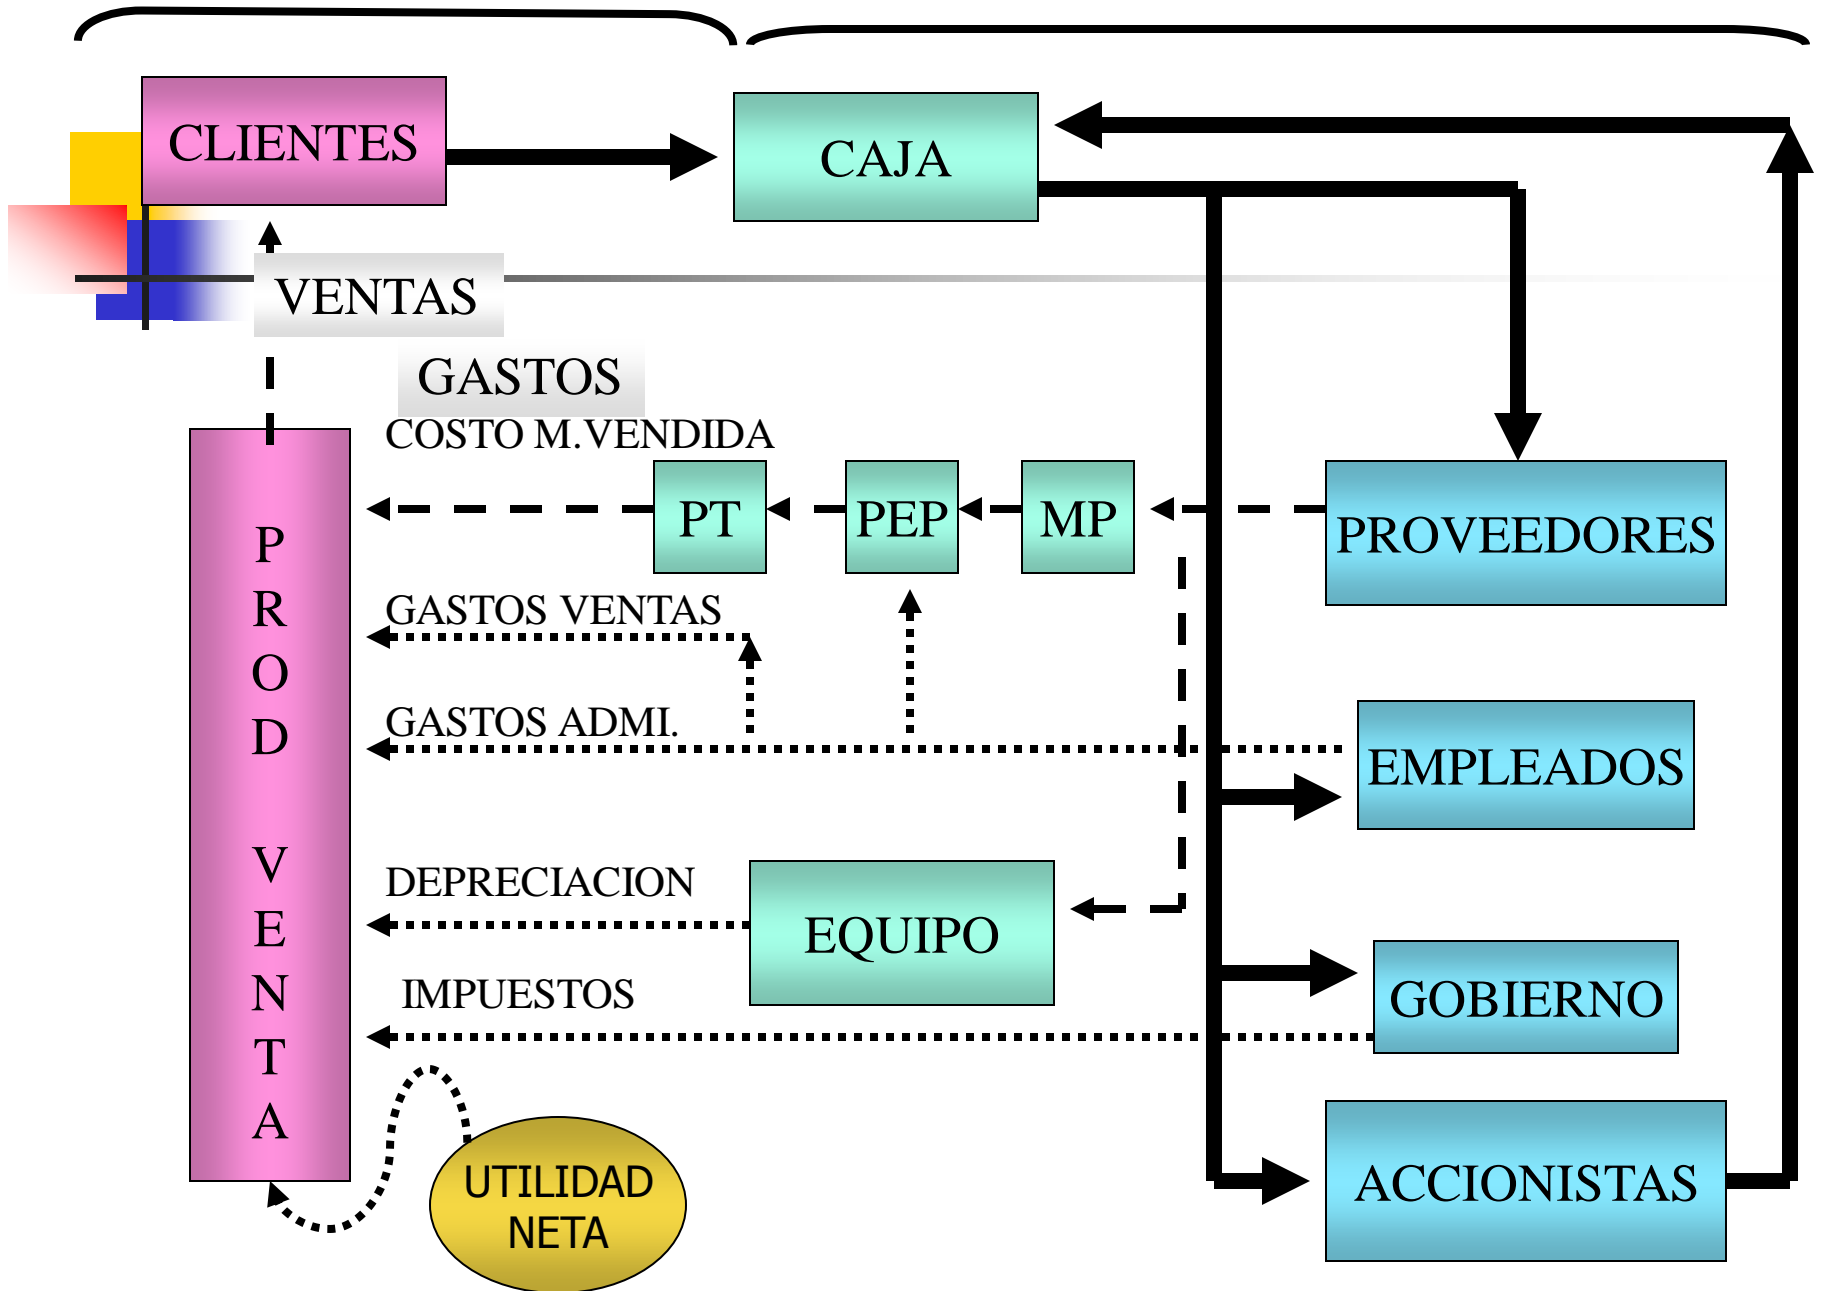 CLIENTES
CAJA
VENTAS
GASTOS
COSTO M.VENDIDA
PT
PEP
MP
PROVEEDORES
P
R
O
D
V
E
N
T
A
GASTOS VENTAS
GASTOS ADMI.
EMPLEADOS
DEPRECIACION
EQUIPO
IMPUESTOS
GOBIERNO
UTILIDAD
NETA
ACCIONISTAS